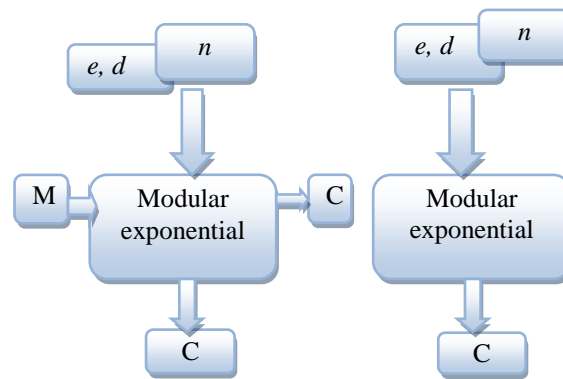 e, d
n
M
Modular
exponential
C
C
e, d
n
Modular
exponential
C